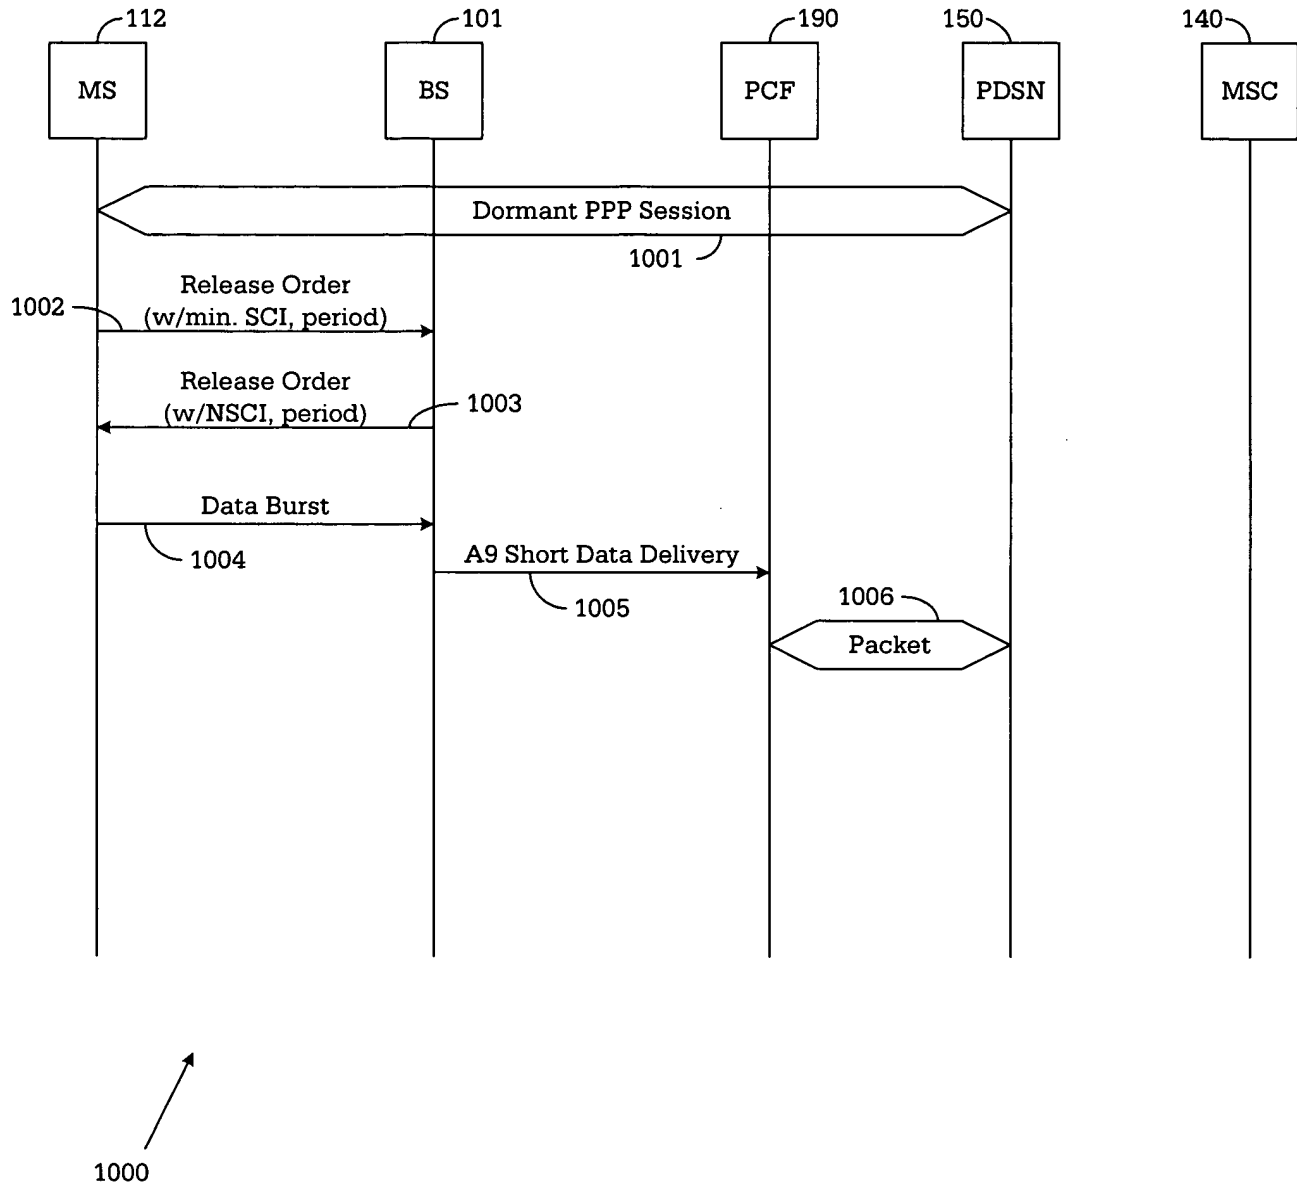 112
101
190
150
140
MS
BS
PCF
PDSN
MSC
Dormant PPP Session
1001
Release Order
(w/min. SCI, period)
1002
Release Order
(w/NSCI, period)
1003
Data Burst
1004
A9 Short Data Delivery
1005
1006
Packet
1000